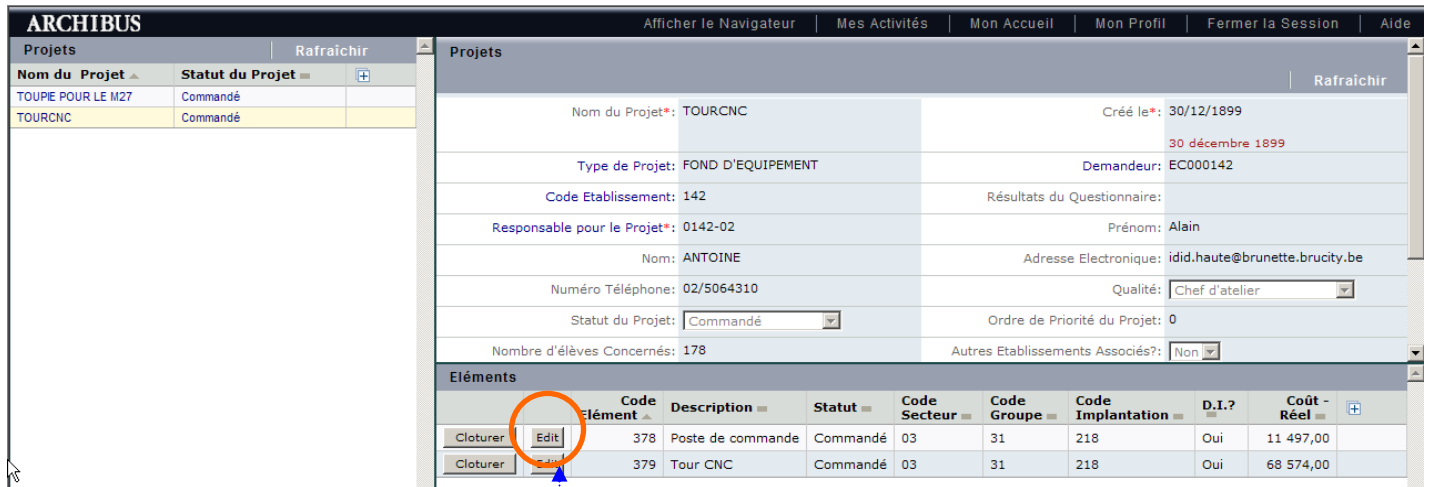 ARCHIBUS Afficher le Navigateur | Mes Activités | Mon Accueil | Mon Profil | Fermer la Session | Aide
Projets Rafraîchir
Nom du Projet Statut du Projet
TOUPIE POUR LE M27 Commandé
TOURCNC Commandé
Projets
Rafraîchir
Nom du Projet*: TOURCNC Créé le*: 30/12/1899
30 décembre 1899
Type de Projet: FOND D'EQUIPEMENT Demandeur: EC000142
Code Etablissement: 142 Résultats du Questionnaire:
Responsable pour le Projet*: 0142-02 Prénom: Alain
Nom: ANTOINE Adresse Electronique: idid.haute@brunette.brucity.be
Numéro Téléphone: 02/5064310 Qualité: Chef d'atelier
Statut du Projet: Commandé Ordre de Priorité du Projet: 0
Nombre d'élèves Concernés: 178 Autres Etablissements Associés?: Non
Eléments
Code Elément Description Statut Code Secteur Code Groupe Code Implantation D.I.? Coût - Réel
Cloturer Edit 378 Poste de commande Commandé 03 31 218 Oui 11 497,00
Cloturer Edit 379 Tour CNC Commandé 03 31 218 Oui 68 574,00